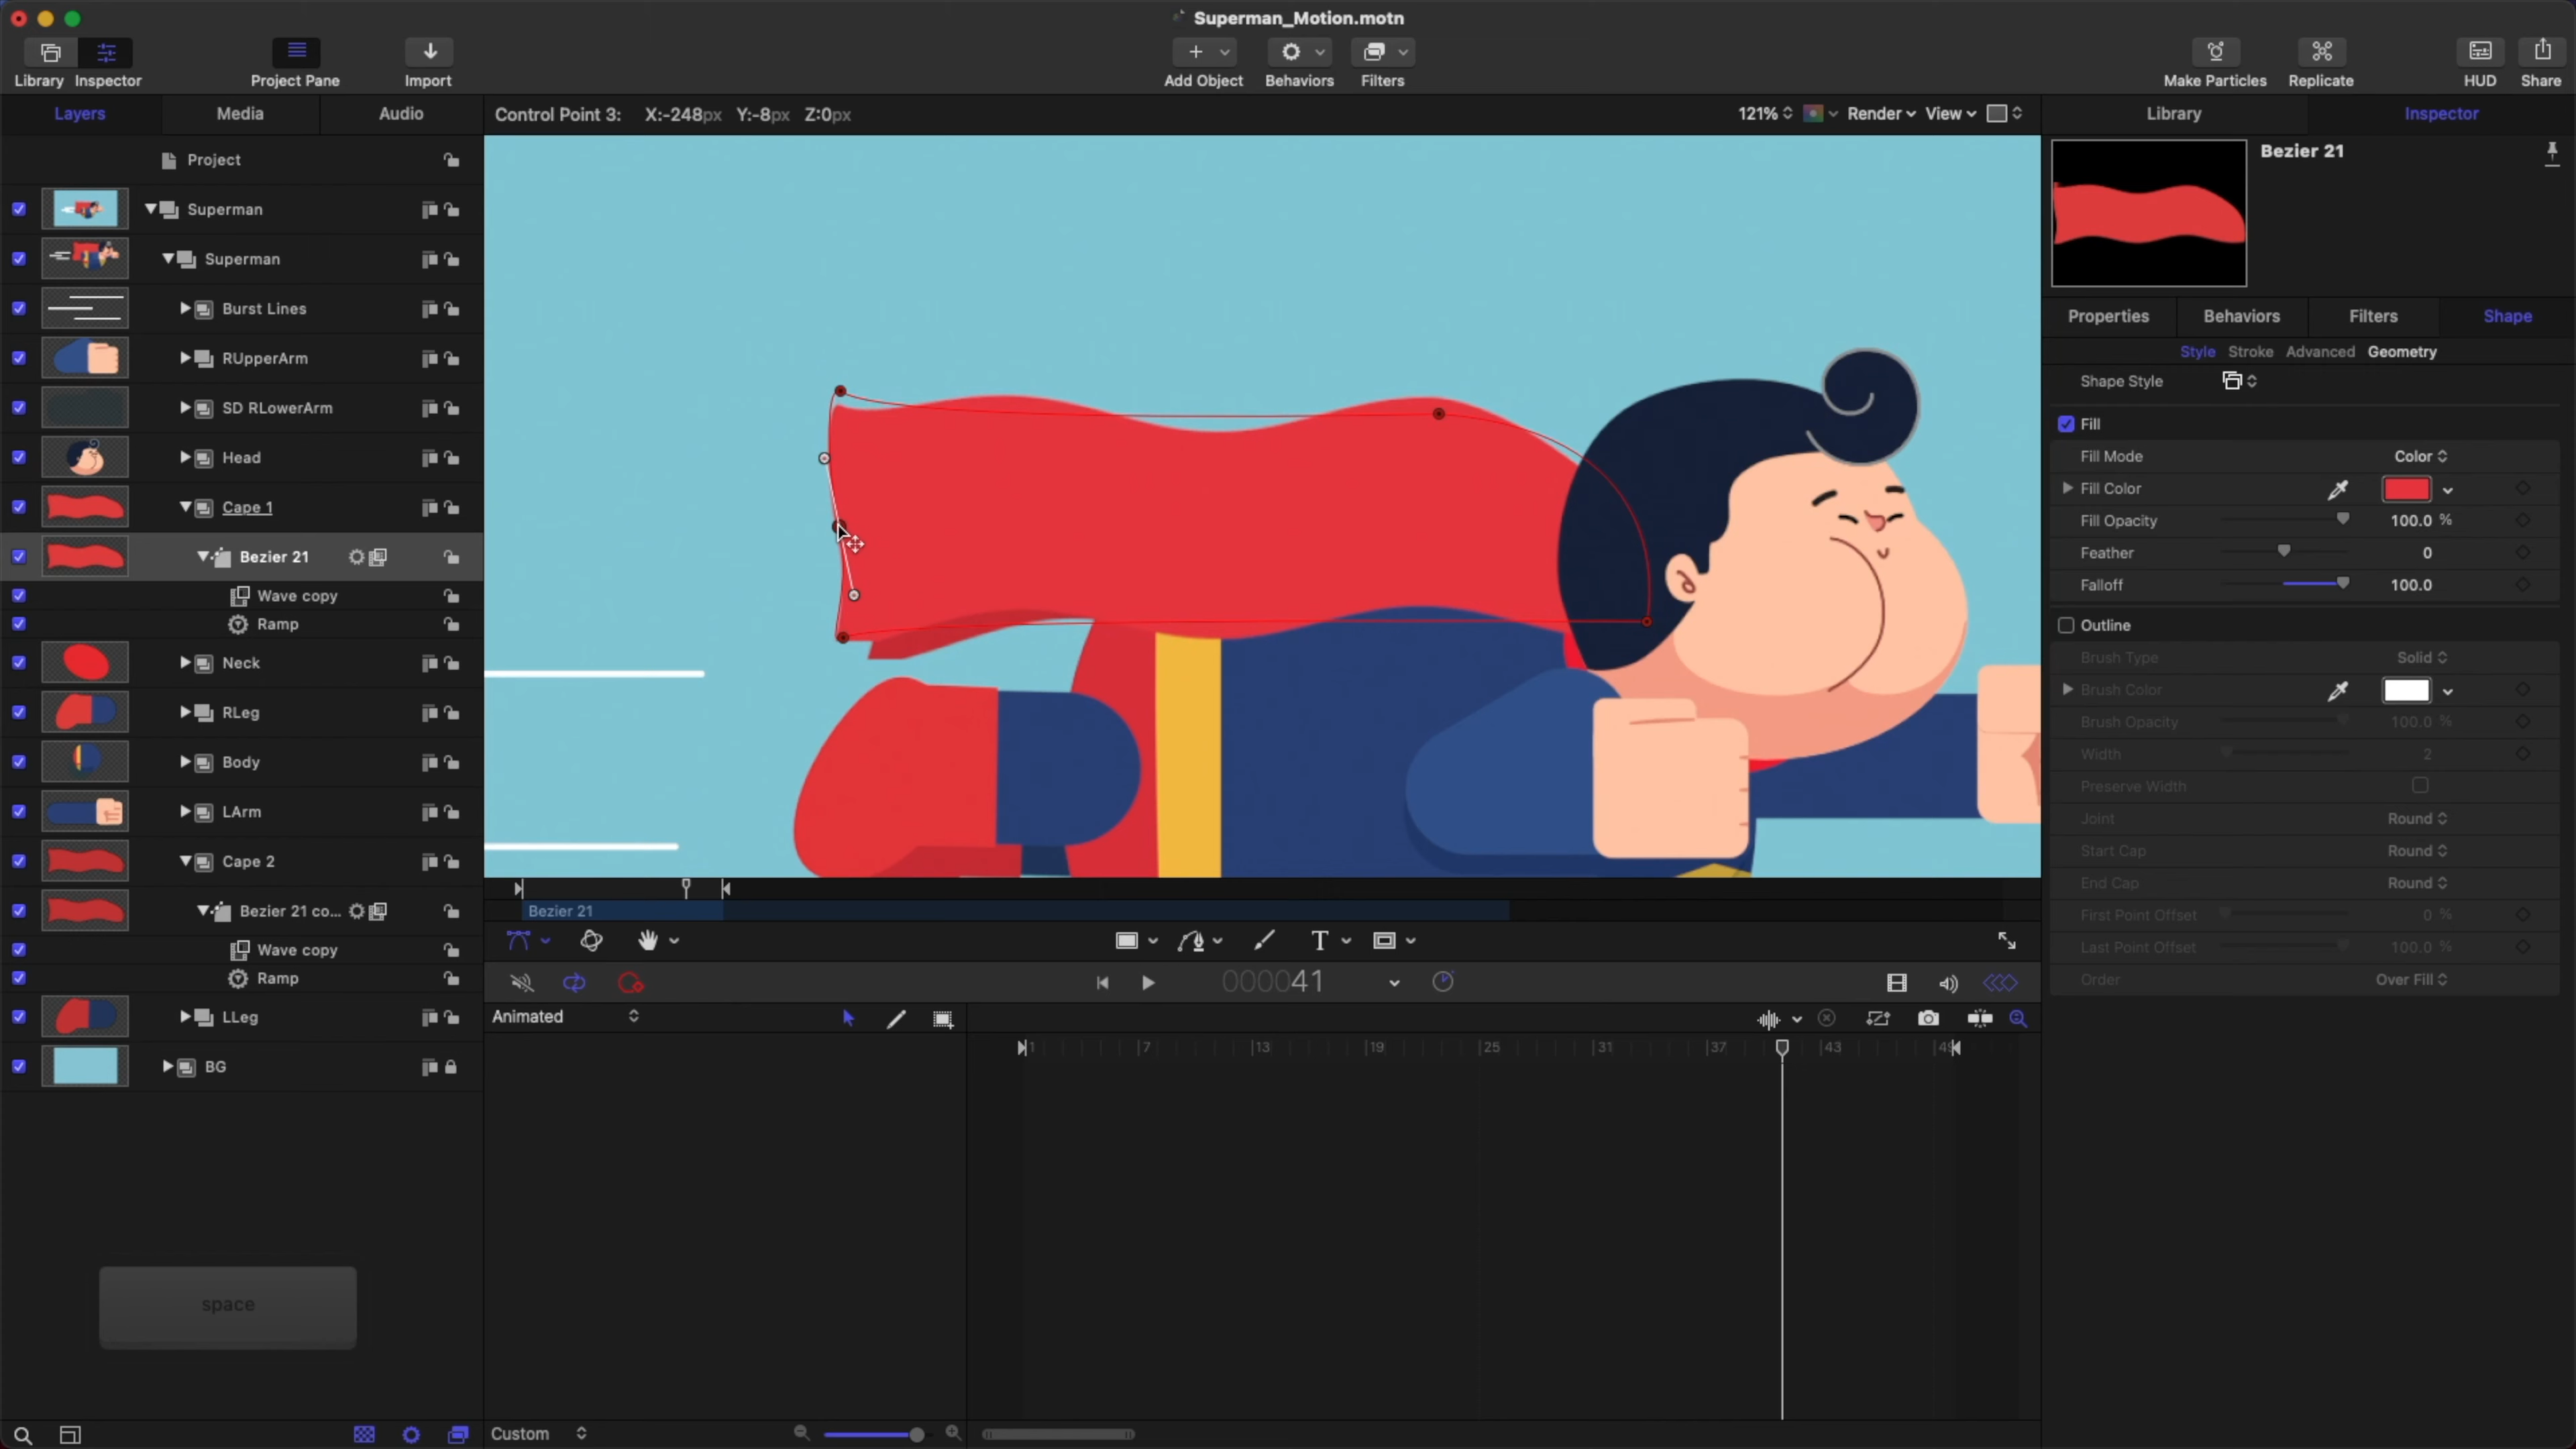 Superman_Motion.motn
Library
Inspector
Project Pane
Import
Add Object
Behaviors
Filters
Make Particles
Replicate
HUD
Share
Layers
Media
Audio
Control Point 3: X:-248px Y:-8px Z:0px
121%
Render
View
Library
Inspector
Project
Superman
Superman
Burst Lines
RUpperArm
SD RLowerArm
Head
Cape 1
Bezier 21
Wave copy
Ramp
Neck
RLeg
Body
LArm
Cape 2
Bezier 21 co...
Wave copy
Ramp
LLeg
BG
space
Bezier 21
T
000041
Animated
1 7 13 19 25 31 37 43 49
Custom
Bezier 21
Properties
Behaviors
Filters
Shape
Style
Stroke
Advanced
Geometry
Shape Style
Fill
Fill Mode Color
Fill Color
Fill Opacity 100.0 %
Feather 0
Falloff 100.0
Outline
Brush Type Solid
Brush Color
Brush Opacity 100.0 %
Width 2
Preserve Width
Joint Round
Start Cap Round
End Cap Round
First Point Offset 0 %
Last Point Offset 100.0 %
Order Over Fill